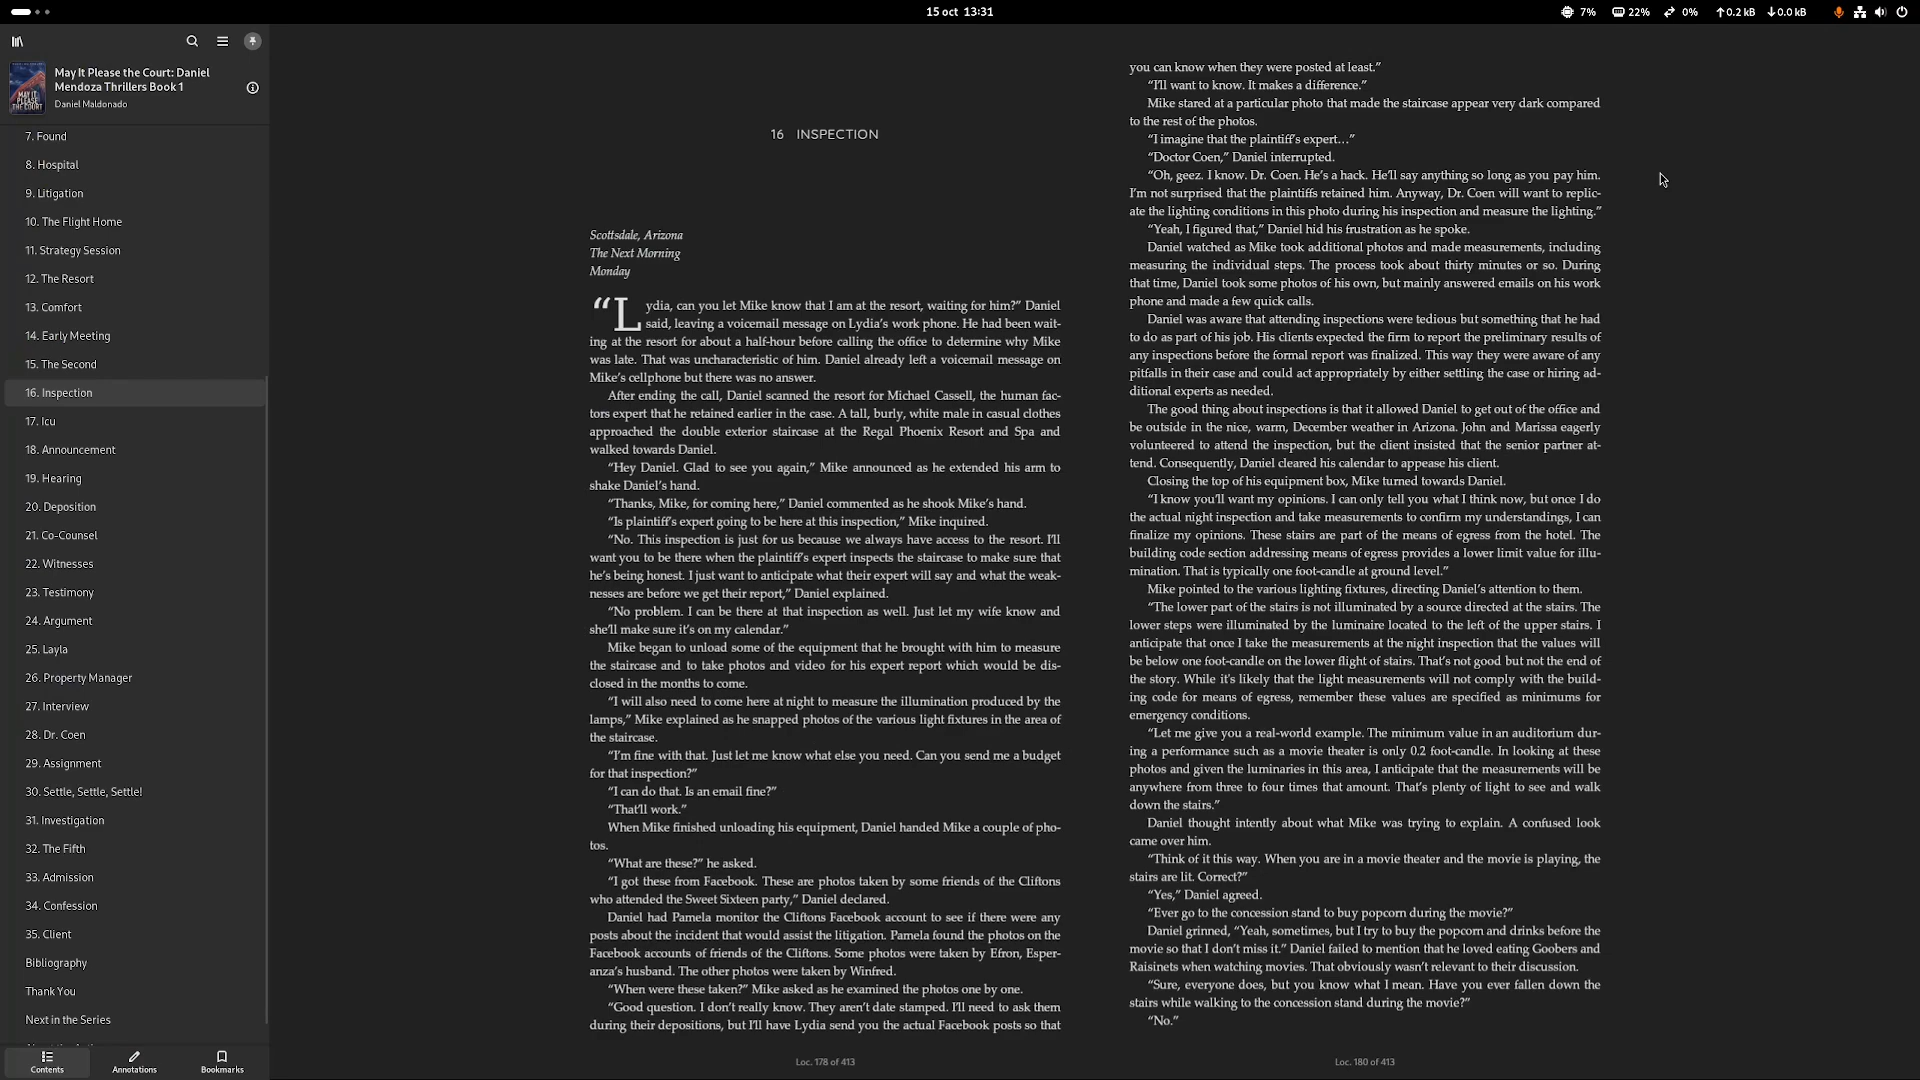 15 oct 13:31
7%
22%
0%
0.2 kB
0.0 kB
May It Please the Court: Daniel
Mendoza Thrillers Book 1
Daniel Maldonado
7. Found
8. Hospital
9. Litigation
10. The Flight Home
11. Strategy Session
12. The Resort
13. Comfort
14. Early Meeting
15. The Second
16. Inspection
17. Icu
18. Announcement
19. Hearing
20. Deposition
21. Co-Counsel
22. Witnesses
23. Testimony
24. Argument
25. Layla
26. Property Manager
27. Interview
28. Dr. Coen
29. Assignment
30. Settle, Settle, Settle!
31. Investigation
32. The Fifth
33. Admission
34. Confession
35. Client
Bibliography
Thank You
Next in the Series
Contents
Annotations
Bookmarks
16 INSPECTION
Scottsdale, Arizona
The Next Morning
Monday
“Lydia, can you let Mike know that I am at the resort, waiting for him?” Daniel
said, leaving a voicemail message on Lydia’s work phone. He had been wait-
ing at the resort for about a half-hour before calling the office to determine why Mike
was late. That was uncharacteristic of him. Daniel already left a voicemail message on
Mike’s cellphone but there was no answer.
After ending the call, Daniel scanned the resort for Michael Cassell, the human fac-
tors expert that he retained earlier in the case. A tall, burly, white male in casual clothes
approached the double exterior staircase at the Regal Phoenix Resort and Spa and
walked towards Daniel.
“Hey Daniel. Glad to see you again,” Mike announced as he extended his arm to
shake Daniel’s hand.
“Thanks, Mike, for coming here,” Daniel commented as he shook Mike’s hand.
“Is plaintiff’s expert going to be here at this inspection,” Mike inquired.
“No. This inspection is just for us because we always have access to the resort. I’ll
want you to be there when the plaintiff’s expert inspects the staircase to make sure that
he’s being honest. I just want to anticipate what their expert will say and what the weak-
nesses are before we get their report,” Daniel explained.
“No problem. I can be there at that inspection as well. Just let my wife know and
she’ll make sure it’s on my calendar.”
Mike began to unload some of the equipment that he brought with him to measure
the staircase and to take photos and video for his expert report which would be dis-
closed in the months to come.
“I will also need to come here at night to measure the illumination produced by the
lamps,” Mike explained as he snapped photos of the various light fixtures in the area of
the staircase.
“I’m fine with that. Just let me know what else you need. Can you send me a budget
for that inspection?”
“I can do that. Is an email fine?”
“That’ll work.”
When Mike finished unloading his equipment, Daniel handed Mike a couple of pho-
tos.
“What are these?” he asked.
“I got these from Facebook. These are photos taken by some friends of the Cliftons
who attended the Sweet Sixteen party,” Daniel declared.
Daniel had Pamela monitor the Cliftons Facebook account to see if there were any
posts about the incident that would assist the litigation. Pamela found the photos on the
Facebook accounts of friends of the Cliftons. Some photos were taken by Efron, Esper-
anza’s husband. The other photos were taken by Winfred.
“When were these taken?” Mike asked as he examined the photos one by one.
“Good question. I don’t really know. They aren’t date stamped. I’ll need to ask them
during their depositions, but I’ll have Lydia send you the actual Facebook posts so that
Loc. 178 of 413
you can know when they were posted at least.”
“I’ll want to know. It makes a difference.”
Mike stared at a particular photo that made the staircase appear very dark compared
to the rest of the photos.
“I imagine that the plaintiff’s expert…”
“Doctor Coen,” Daniel interrupted.
“Oh, geez. I know. Dr. Coen. He’s a hack. He’ll say anything so long as you pay him.
I’m not surprised that the plaintiffs retained him. Anyway, Dr. Coen will want to replic-
ate the lighting conditions in this photo during his inspection and measure the lighting.”
“Yeah, I figured that,” Daniel hid his frustration as he spoke.
Daniel watched as Mike took additional photos and made measurements, including
measuring the individual steps. The process took about thirty minutes or so. During
that time, Daniel took some photos of his own, but mainly answered emails on his work
phone and made a few quick calls.
Daniel was aware that attending inspections were tedious but something that he had
to do as part of his job. His clients expected the firm to report the preliminary results of
any inspections before the formal report was finalized. This way they were aware of any
pitfalls in their case and could act appropriately by either settling the case or hiring ad-
ditional experts as needed.
The good thing about inspections is that it allowed Daniel to get out of the office and
be outside in the nice, warm, December weather in Arizona. John and Marissa eagerly
volunteered to attend the inspection, but the client insisted that the senior partner at-
tend. Consequently, Daniel cleared his calendar to appease his client.
Closing the top of his equipment box, Mike turned towards Daniel.
“I know you’ll want my opinions. I can only tell you what I think now, but once I do
the actual night inspection and take measurements to confirm my understandings, I can
finalize my opinions. These stairs are part of the means of egress from the hotel. The
building code section addressing means of egress provides a lower limit value for illu-
mination. That is typically one foot-candle at ground level.”
Mike pointed to the various lighting fixtures, directing Daniel’s attention to them.
“The lower part of the stairs is not illuminated by a source directed at the stairs. The
lower steps were illuminated by the luminaire located to the left of the upper stairs. I
anticipate that once I take the measurements at the night inspection that the values will
be below one foot-candle on the lower flight of stairs. That’s not good but not the end of
the story. While it’s likely that the light measurements will not comply with the build-
ing code for means of egress, remember these values are specified as minimums for
emergency conditions.
“Let me give you a real-world example. The minimum value in an auditorium dur-
ing a performance such as a movie theater is only 0.2 foot-candle. In looking at these
photos and given the luminaries in this area, I anticipate that the measurements will be
anywhere from three to four times that amount. That’s plenty of light to see and walk
down the stairs.”
Daniel thought intently about what Mike was trying to explain. A confused look
came over him.
“Think of it this way. When you are in a movie theater and the movie is playing, the
stairs are lit. Correct?”
“Yes,” Daniel agreed.
“Ever go to the concession stand to buy popcorn during the movie?”
Daniel grinned, “Yeah, sometimes, but I try to buy the popcorn and drinks before the
movie so that I don’t miss it.” Daniel failed to mention that he loved eating Goobers and
Raisinets when watching movies. That obviously wasn’t relevant to their discussion.
“Sure, everyone does, but you know what I mean. Have you ever fallen down the
stairs while walking to the concession stand during the movie?”
“No.”
Loc. 180 of 413